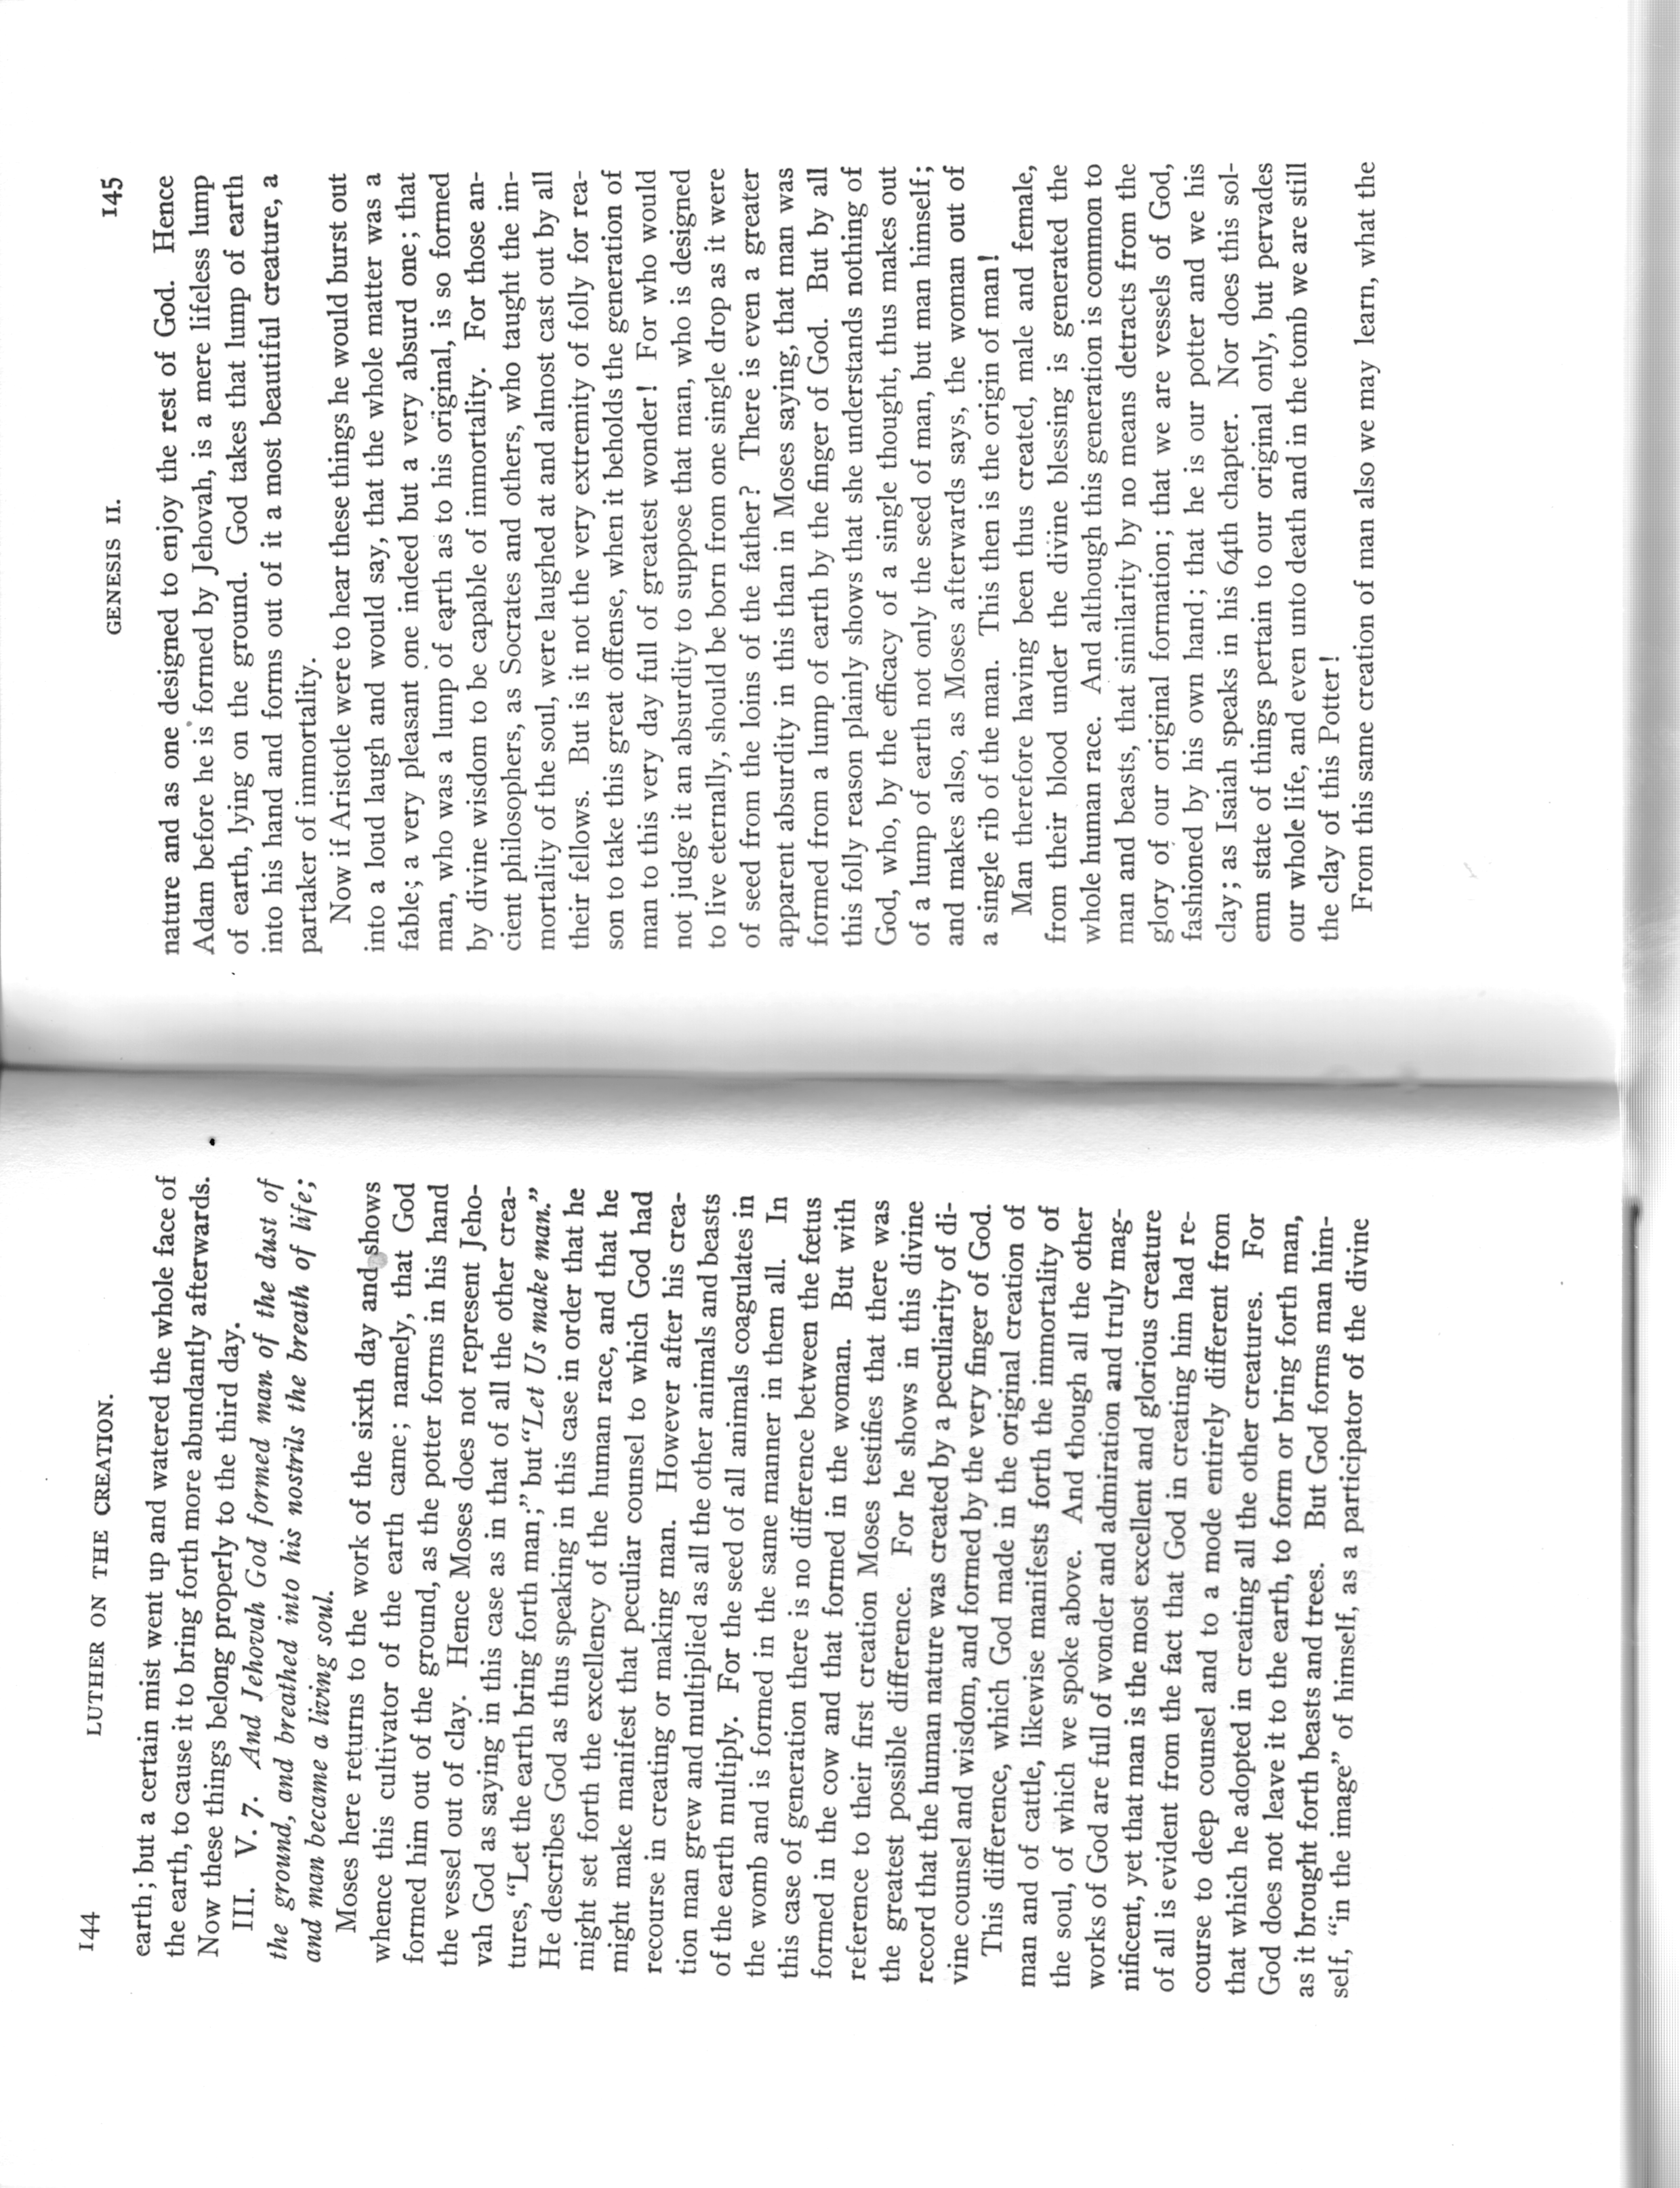 144 LUTHER ON THE CREATION.
earth; but a certain mist went up and watered the whole face of
the earth, to cause it to bring forth more abundantly afterwards.
Now these things belong properly to the third day.
III. V. 7. And Jehovah God formed man of the dust of
the ground, and breathed into his nostrils the breath of life;
and man became a living soul.
Moses here returns to the work of the sixth day and shows
whence this cultivator of the earth came; namely, that God
formed him out of the ground, as the potter forms in his hand
the vessel out of clay. Hence Moses does not represent Jeho-
vah God as saying in this case as in that of all the other crea-
tures, “Let the earth bring forth man;” but “Let Us make man.”
He describes God as thus speaking in this case in order that he
might set forth the excellency of the human race, and that he
might make manifest that peculiar counsel to which God had
recourse in creating or making man. However after his crea-
tion man grew and multiplied as all the other animals and beasts
of the earth multiply. For the seed of all animals coagulates in
the womb and is formed in the same manner in them all. In
this case of generation there is no difference between the fœtus
formed in the cow and that formed in the woman. But with
reference to their first creation Moses testifies that there was
the greatest possible difference. For he shows in this divine
record that the human nature was created by a peculiarity of di-
vine counsel and wisdom, and formed by the very finger of God.
This difference, which God made in the original creation of
man and of cattle, likewise manifests forth the immortality of
the soul, of which we spoke above. And though all the other
works of God are full of wonder and admiration and truly mag-
nificent, yet that man is the most excellent and glorious creature
of all is evident from the fact that God in creating him had re-
course to deep counsel and to a mode entirely different from
that which he adopted in creating all the other creatures. For
God does not leave it to the earth, to form or bring forth man,
as it brought forth beasts and trees. But God forms man him-
self, “in the image” of himself, as a participator of the divine
GENESIS II. 145
nature and as one designed to enjoy the rest of God. Hence
Adam before he is formed by Jehovah, is a mere lifeless lump
of earth, lying on the ground. God takes that lump of earth
into his hand and forms out of it a most beautiful creature, a
partaker of immortality.
Now if Aristotle were to hear these things he would burst out
into a loud laugh and would say, that the whole matter was a
fable; a very pleasant one indeed but a very absurd one; that
man, who was a lump of earth as to his original, is so formed
by divine wisdom to be capable of immortality. For those an-
cient philosophers, as Socrates and others, who taught the im-
mortality of the soul, were laughed at and almost cast out by all
their fellows. But is it not the very extremity of folly for rea-
son to take this great offense, when it beholds the generation of
man to this very day full of greatest wonder! For who would
not judge it an absurdity to suppose that man, who is designed
to live eternally, should be born from one single drop as it were
of seed from the loins of the father? There is even a greater
apparent absurdity in this than in Moses saying, that man was
formed from a lump of earth by the finger of God. But by all
this folly reason plainly shows that she understands nothing of
God, who, by the efficacy of a single thought, thus makes out
of a lump of earth not only the seed of man, but man himself;
and makes also, as Moses afterwards says, the woman out of
a single rib of the man. This then is the origin of man!
Man therefore having been thus created, male and female,
from their blood under the divine blessing is generated the
whole human race. And although this generation is common to
man and beasts, that similarity by no means detracts from the
glory of our original formation; that we are vessels of God,
fashioned by his own hand; that he is our potter and we his
clay; as Isaiah speaks in his 64th chapter. Nor does this sol-
emn state of things pertain to our original only, but pervades
our whole life, and even unto death and in the tomb we are still
the clay of this Potter!
From this same creation of man also we may learn, what the